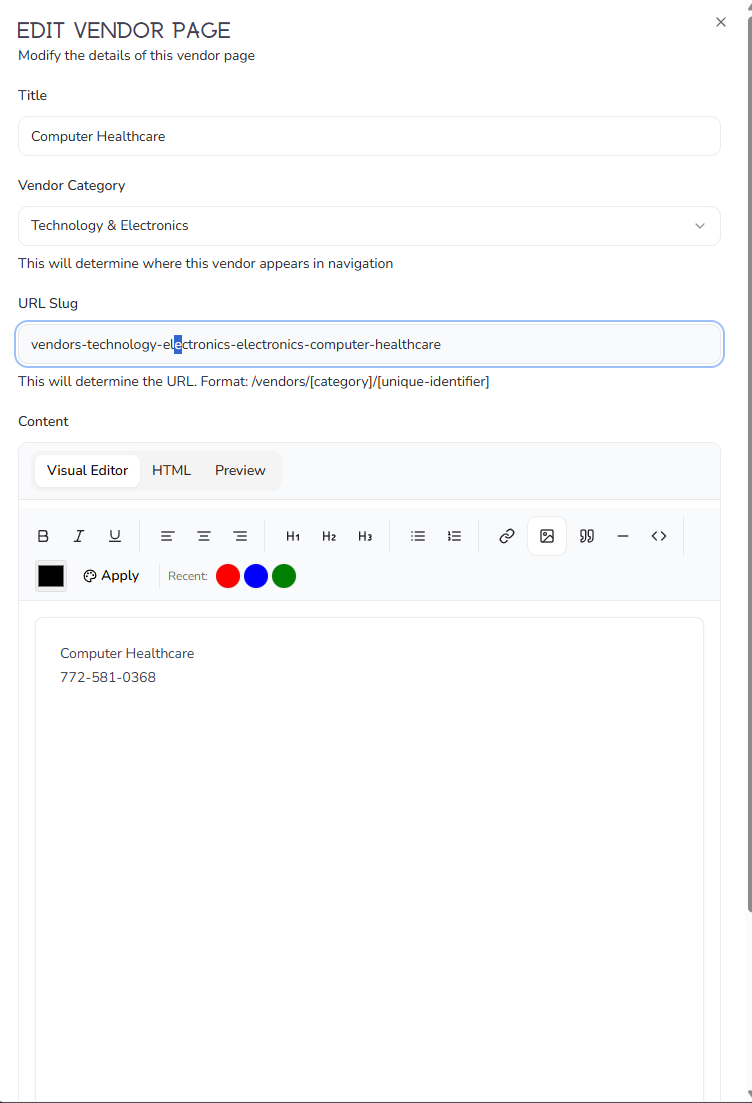 EDIT VENDOR PAGE
Modify the details of this vendor page
Title
Computer Healthcare
Vendor Category
Technology & Electronics
This will determine where this vendor appears in navigation
URL Slug
vendors-technology-electronics-electronics-computer-healthcare
This will determine the URL. Format: /vendors/[category]/[unique-identifier]
Content
Visual Editor HTML Preview
B I U H1 H2 H3
Apply Recent:
Computer Healthcare
772-581-0368